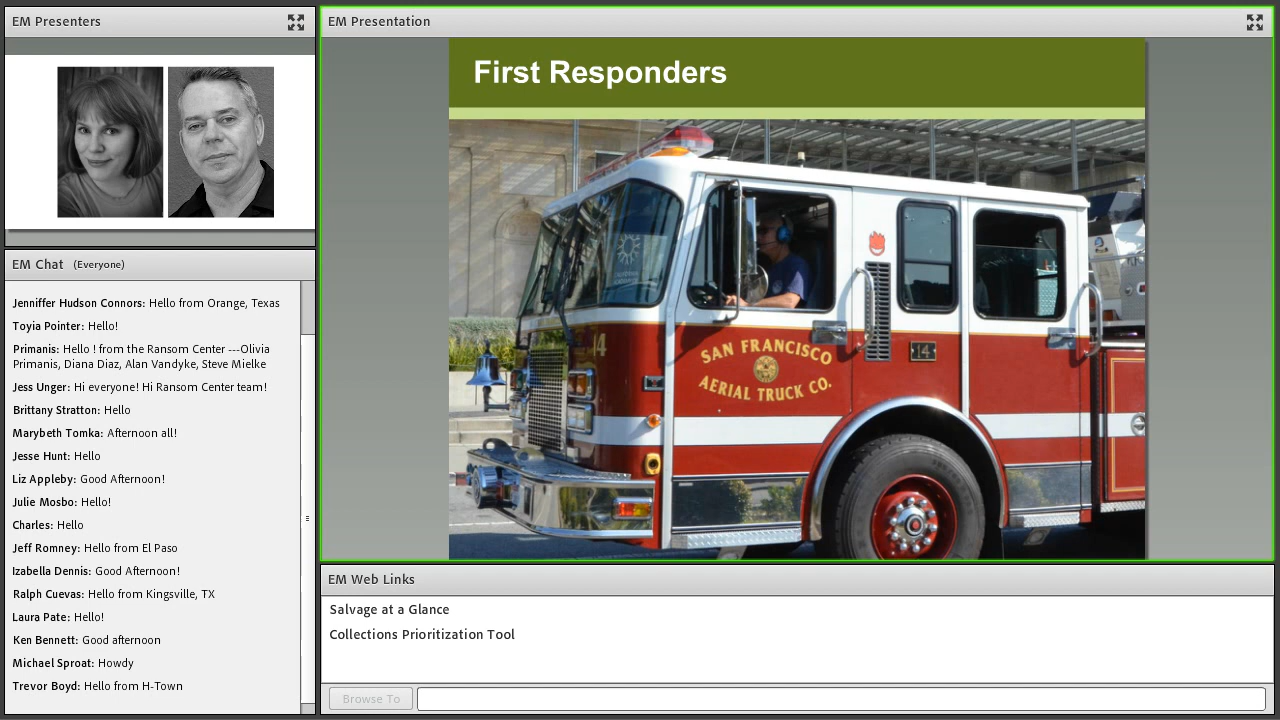 EM Presenters
EM Chat (Everyone)
Jenniffer Hudson Connors: Hello from Orange, Texas
Toyia Pointer: Hello!
Primanis: Hello ! from the Ransom Center ---Olivia
Primanis, Diana Diaz, Alan Vandyke, Steve Mielke
Jess Unger: Hi everyone! Hi Ransom Center team!
Brittany Stratton: Hello
Marybeth Tomka: Afternoon all!
Jesse Hunt: Hello
Liz Appleby: Good Afternoon!
Julie Mosbo: Hello!
Charles: Hello
Jeff Romney: Hello from El Paso
Izabella Dennis: Good Afternoon!
Ralph Cuevas: Hello from Kingsville, TX
Laura Pate: Hello!
Ken Bennett: Good afternoon
Michael Sproat: Howdy
Trevor Boyd: Hello from H-Town
EM Presentation
First Responders
14
SAN FRANCISCO
AERIAL TRUCK CO.
14
EM Web Links
Salvage at a Glance
Collections Prioritization Tool
Browse To